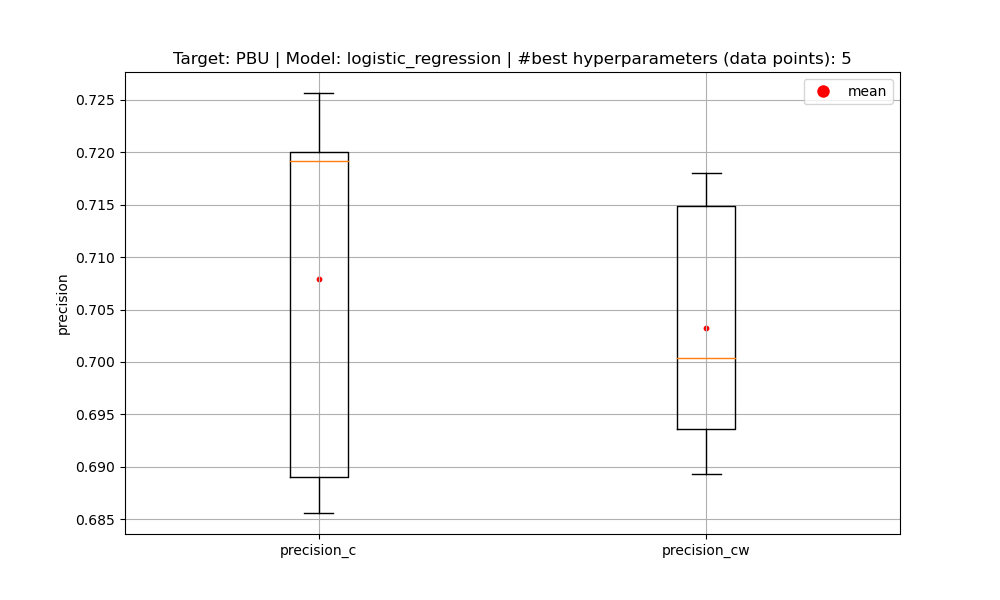 Target: PBU | Model: logistic_regression | #best hyperparameters (data points): 5
mean
0.725
0.720
0.715
0.710
0.705
0.700
0.695
0.690
0.685
precision
precision_c
precision_cw